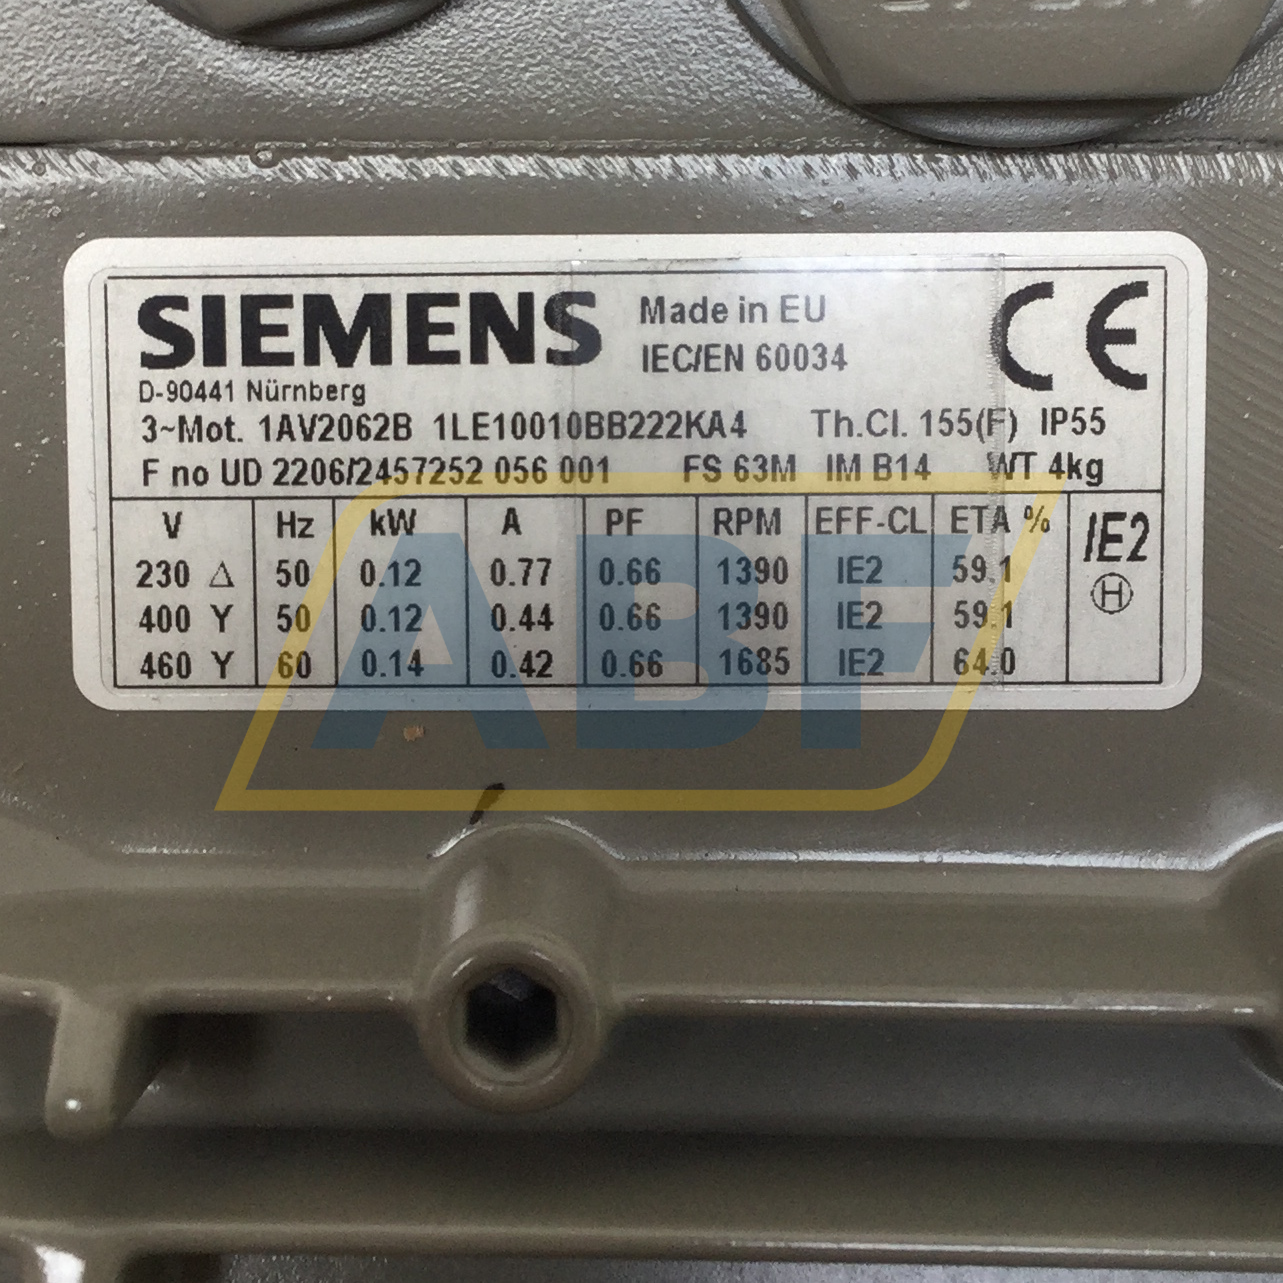 SIEMENS
Made in EU
IEC/EN 60034
CE
D-90441 Nürnberg
3~Mot. 1AV2062B 1LE10010BB222KA4 Th.Cl. 155(F) IP55
F no UD 2206/2457252 056 001 FS 63M IM B14 WT 4kg
V Hz kW A PF RPM EFF-CL ETA % IE2
230 Δ 50 0.12 0.77 0.66 1390 IE2 59.1 H
400 Y 50 0.12 0.44 0.66 1390 IE2 59.1
460 Y 60 0.14 0.42 0.66 1685 IE2 64.0
ABF